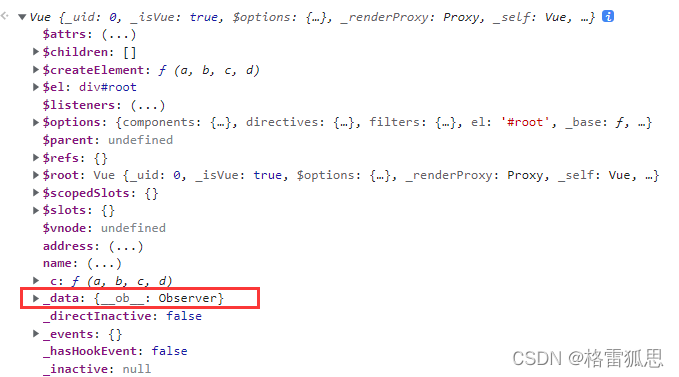 Vue {_uid: 0, _isVue: true, $options: {…}, _renderProxy: Proxy, _self: Vue, …}
$attrs: (...)
$children: []
$createElement: ƒ (a, b, c, d)
$el: div#root
$listeners: (...)
$options: {components: {…}, directives: {…}, filters: {…}, el: '#root', _base: ƒ, …}
$parent: undefined
$refs: {}
$root: Vue {_uid: 0, _isVue: true, $options: {…}, _renderProxy: Proxy, _self: Vue, …}
$scopedSlots: {}
$slots: {}
$vnode: undefined
address: (...)
name: (...)
_c: ƒ (a, b, c, d)
_data: {__ob__: Observer}
_directInactive: false
_events: {}
_hasHookEvent: false
_inactive: null
CSDN @格雷狐思